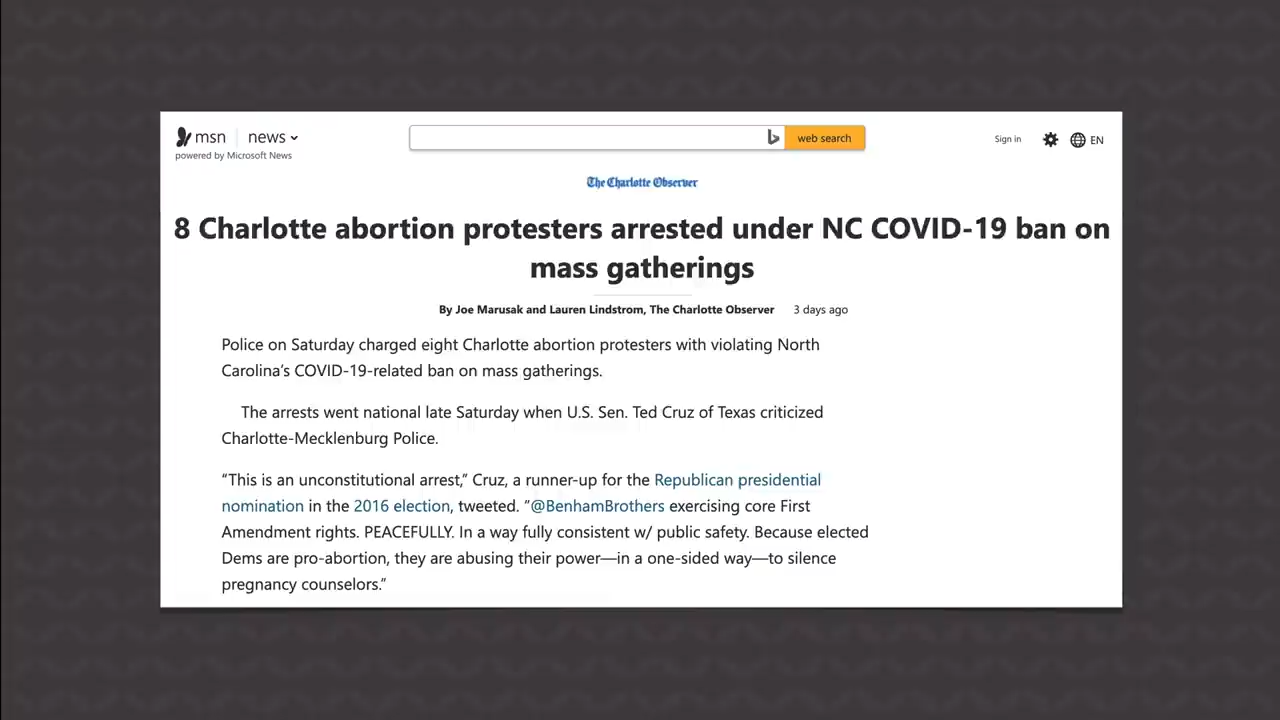 msn news
powered by Microsoft News
web search
Sign in
EN
The Charlotte Observer
8 Charlotte abortion protesters arrested under NC COVID-19 ban on
mass gatherings
By Joe Marusak and Lauren Lindstrom, The Charlotte Observer 3 days ago
Police on Saturday charged eight Charlotte abortion protesters with violating North
Carolina’s COVID-19-related ban on mass gatherings.
The arrests went national late Saturday when U.S. Sen. Ted Cruz of Texas criticized
Charlotte-Mecklenburg Police.
“This is an unconstitutional arrest,” Cruz, a runner-up for the Republican presidential
nomination in the 2016 election, tweeted. “@BenhamBrothers exercising core First
Amendment rights. PEACEFULLY. In a way fully consistent w/ public safety. Because elected
Dems are pro-abortion, they are abusing their power—in a one-sided way—to silence
pregnancy counselors.”